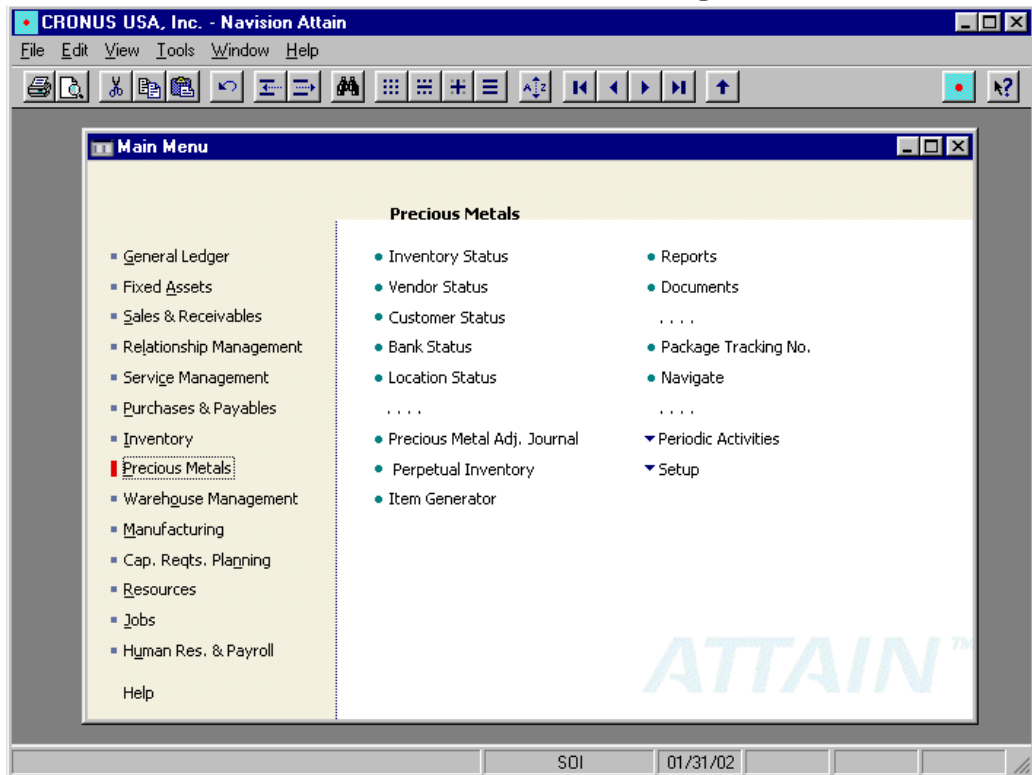 CRONUS USA, Inc. - Navision Attain
File Edit View Tools Window Help
A Z
Main Menu
Precious Metals
General Ledger
Fixed Assets
Sales & Receivables
Relationship Management
Service Management
Purchases & Payables
Inventory
Precious Metals
Warehouse Management
Manufacturing
Cap. Reqts. Planning
Resources
Jobs
Human Res. & Payroll
Help
Inventory Status
Vendor Status
Customer Status
Bank Status
Location Status
. . . .
Precious Metal Adj. Journal
Perpetual Inventory
Item Generator
Reports
Documents
. . . .
Package Tracking No.
Navigate
. . . .
Periodic Activities
Setup
ATTAIN™
SOI 01/31/02